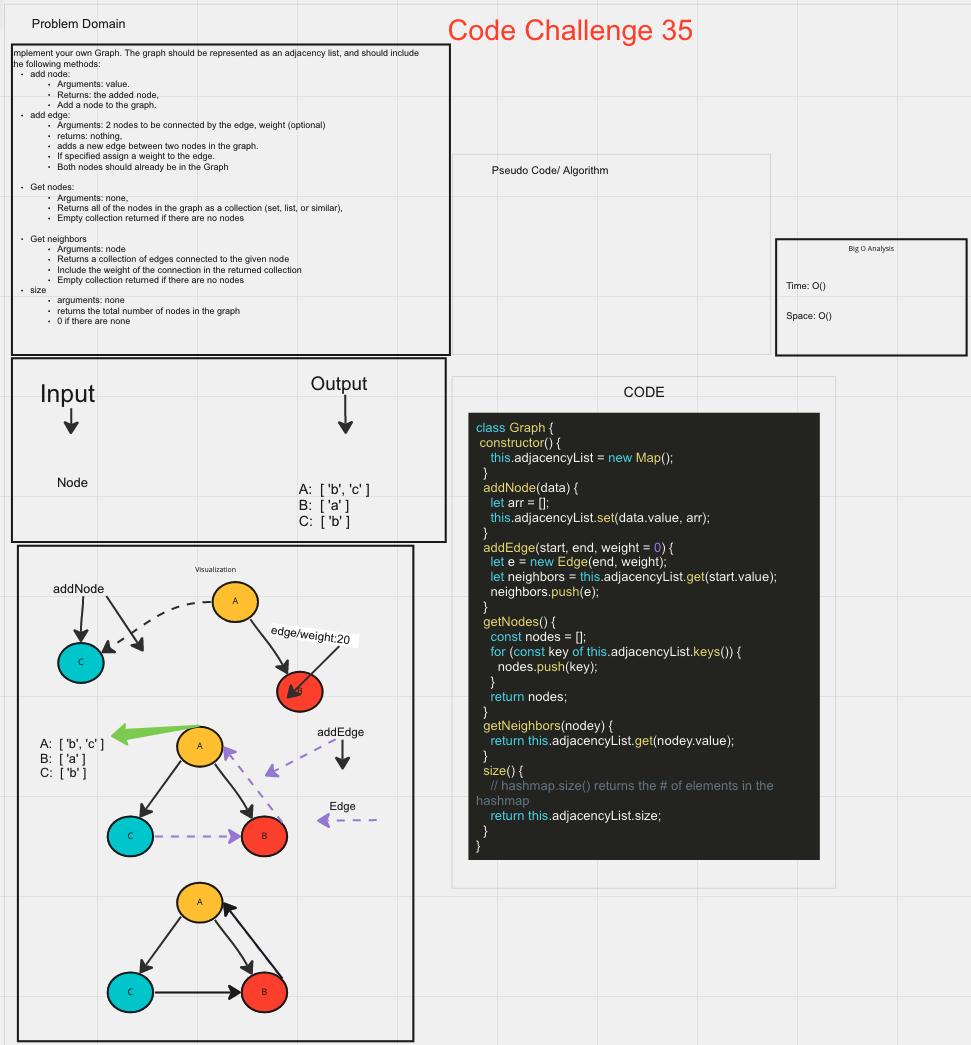 Problem Domain
Code Challenge 35
mplement your own Graph. The graph should be represented as an adjacency list, and should include
the following methods:
• add node:
• Arguments: value.
• Returns: the added node,
• Add a node to the graph.
• add edge:
• Arguments: 2 nodes to be connected by the edge, weight (optional)
• returns: nothing,
• adds a new edge between two nodes in the graph.
• If specified assign a weight to the edge.
• Both nodes should already be in the Graph
• Get nodes:
• Arguments: none,
• Returns all of the nodes in the graph as a collection (set, list, or similar),
• Empty collection returned if there are no nodes
• Get neighbors
• Arguments: node
• Returns a collection of edges connected to the given node
• Include the weight of the connection in the returned collection
• Empty collection returned if there are no nodes
• size
• arguments: none
• returns the total number of nodes in the graph
• 0 if there are none
Pseudo Code/ Algorithm
Big O Analysis
Time: O()
Space: O()
Input
Output
Node
A: [ 'b', 'c' ]
B: [ 'a' ]
C: [ 'b' ]
Visualization
addNode
A
edge/weight:20
C
B
A: [ 'b', 'c' ]
B: [ 'a' ]
C: [ 'b' ]
A
addEdge
Edge
C
B
A
C
B
CODE
class Graph {
constructor() {
this.adjacencyList = new Map();
}
addNode(data) {
let arr = [];
this.adjacencyList.set(data.value, arr);
}
addEdge(start, end, weight = 0) {
let e = new Edge(end, weight);
let neighbors = this.adjacencyList.get(start.value);
neighbors.push(e);
}
getNodes() {
const nodes = [];
for (const key of this.adjacencyList.keys()) {
nodes.push(key);
}
return nodes;
}
getNeighbors(nodey) {
return this.adjacencyList.get(nodey.value);
}
size() {
// hashmap.size() returns the # of elements in the
hashmap
return this.adjacencyList.size;
}
}